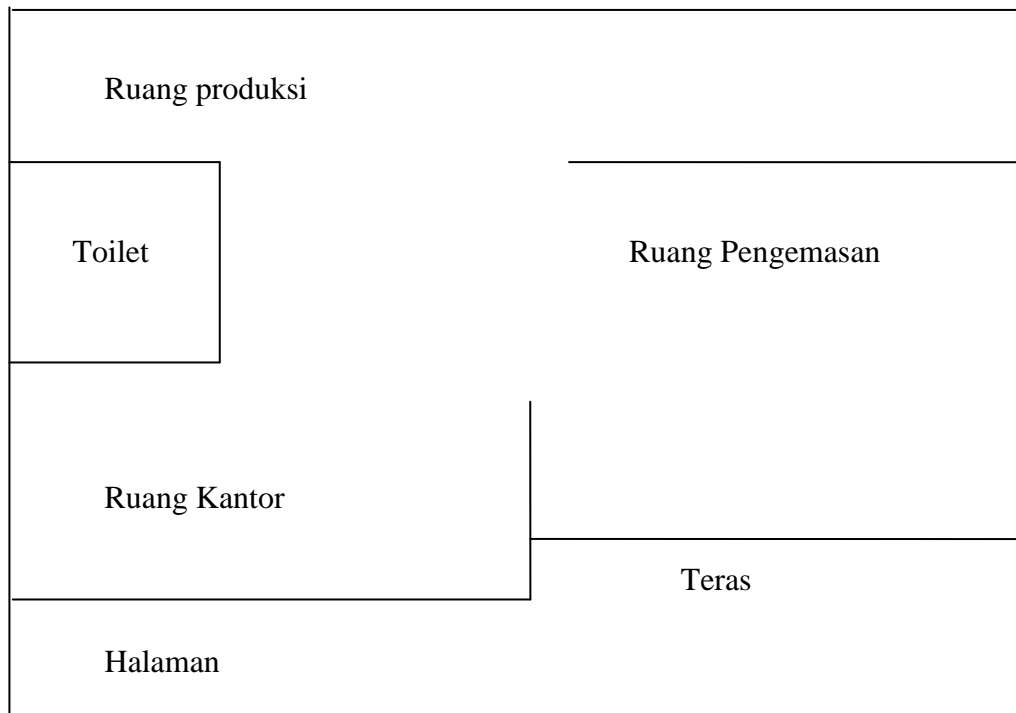 Ruang produksi
Toilet
Ruang Pengemasan
Ruang Kantor
Teras
Halaman